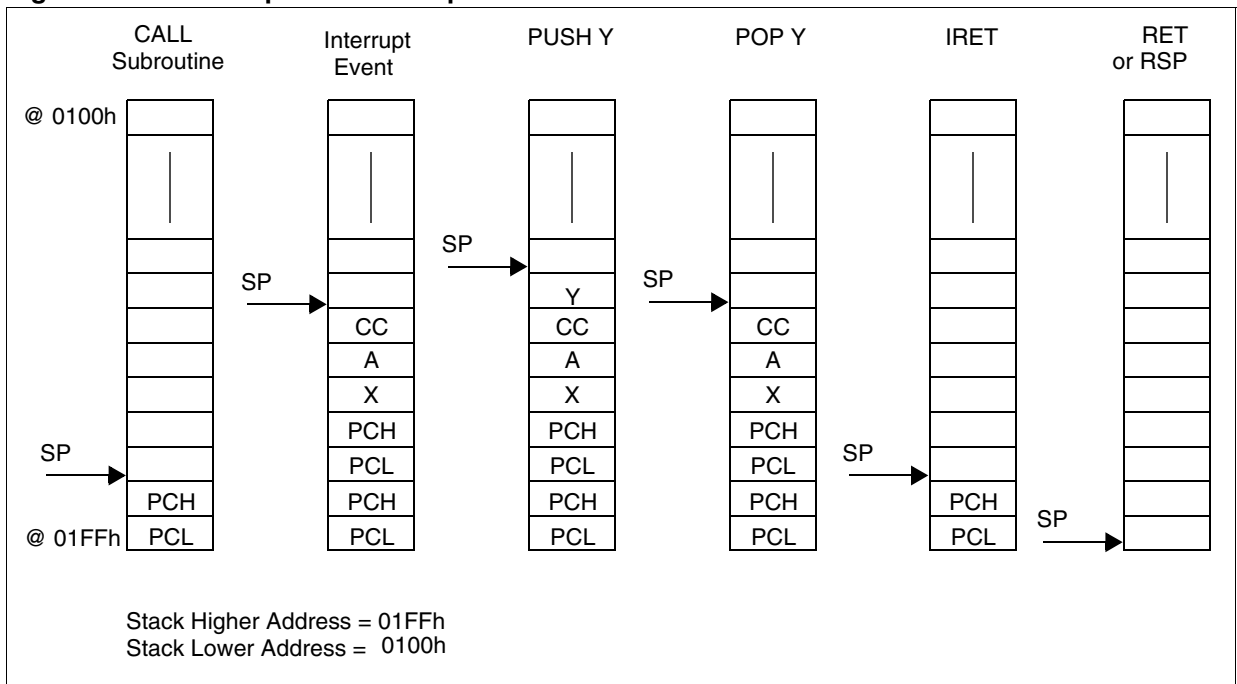 CALL
Subroutine
Interrupt
Event
PUSH Y
POP Y
IRET
RET
or RSP
@ 0100h
SP
SP
SP
Y
CC
CC
CC
A
A
A
X
X
X
PCH
PCH
PCH
SP
SP
PCL
PCL
PCL
PCH
PCH
PCH
PCH
PCH
SP
@ 01FFh
PCL
PCL
PCL
PCL
PCL
Stack Higher Address = 01FFh
Stack Lower Address = 0100h